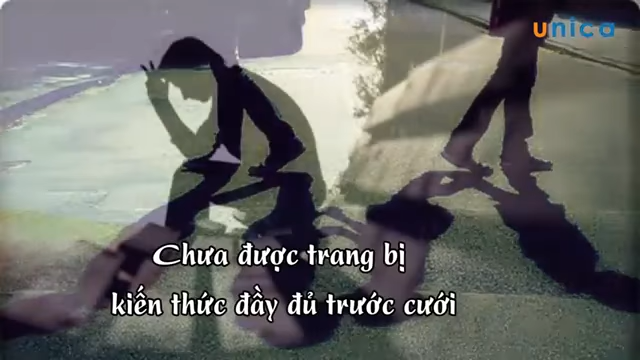 unica
Chưa được trang bị
kiến thức đầy đủ trước cưới